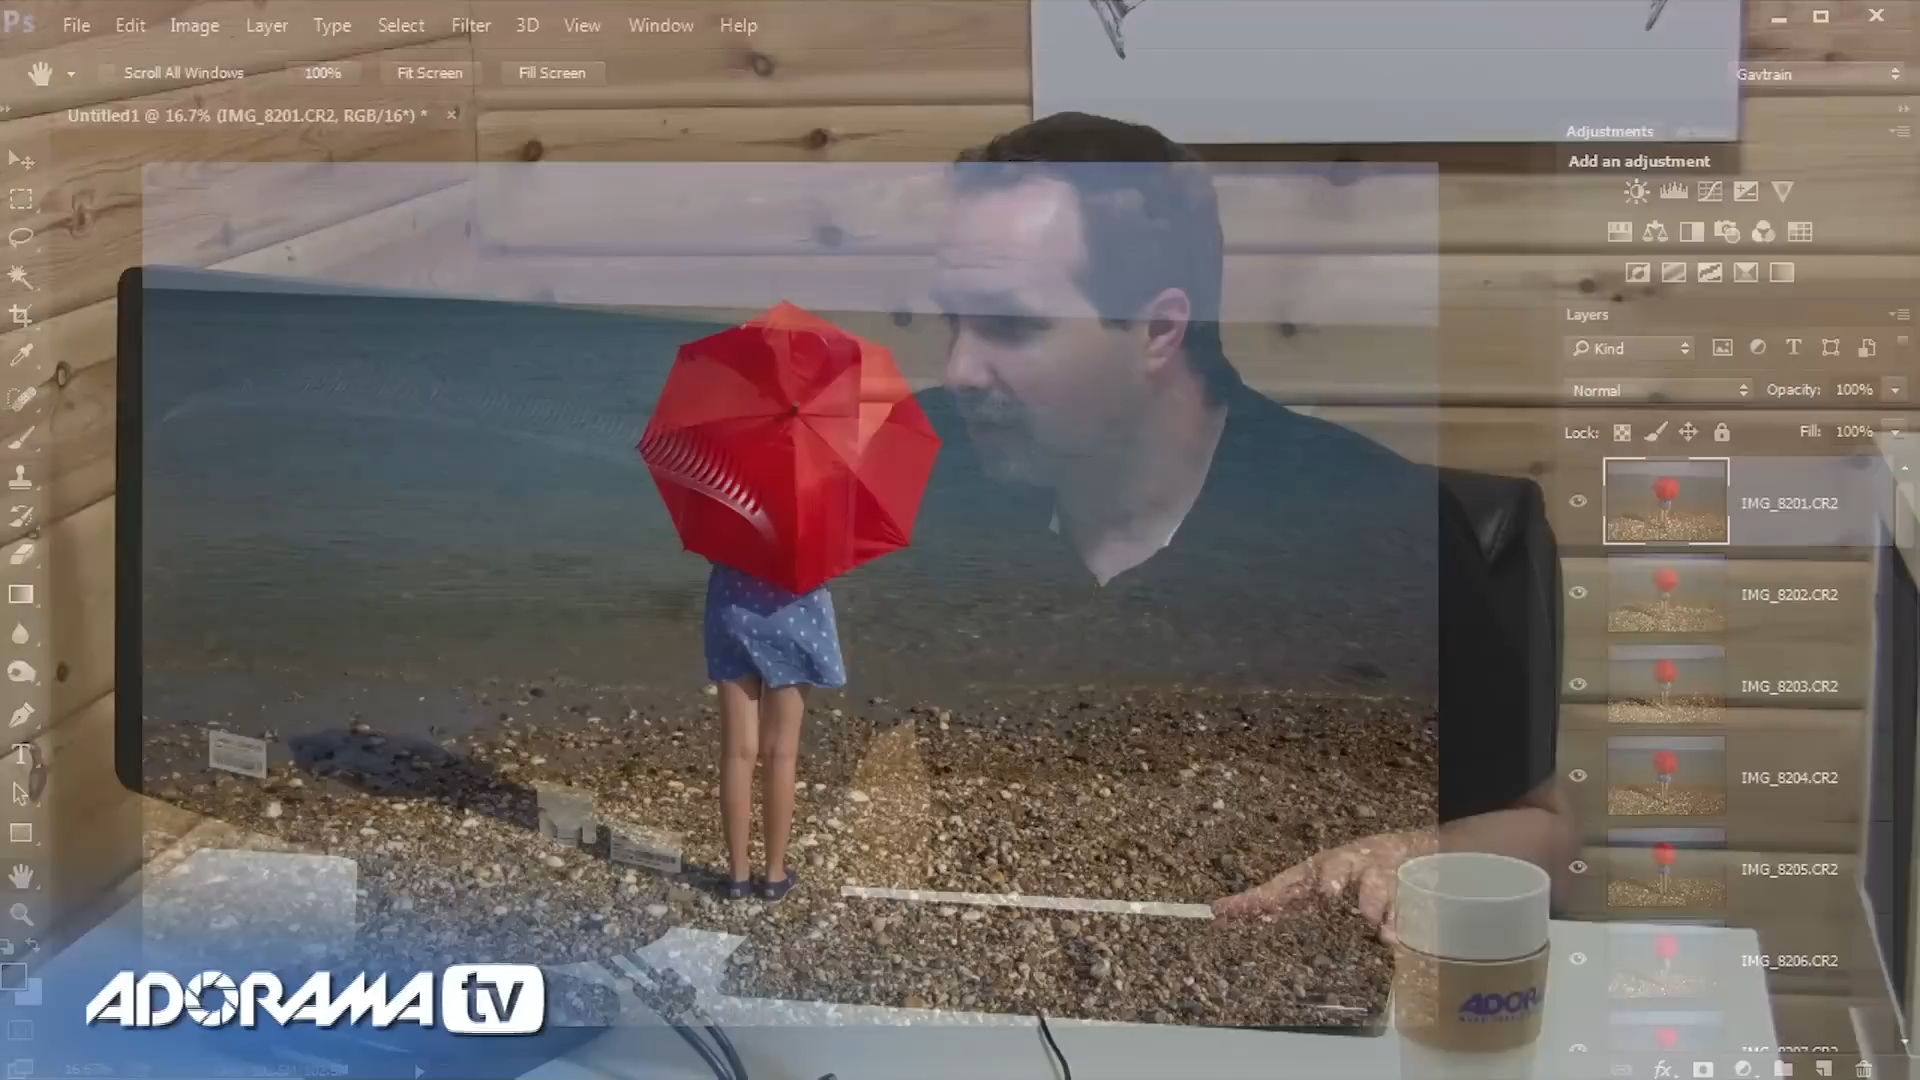 Ps File Edit Image Layer Type Select Filter 3D View Window Help
Scroll All Windows 100% Fit Screen Fill Screen Gavtrain
Untitled1 @ 16.7% (IMG_8201.CR2, RGB/16*) * ×
Adjustments
Add an adjustment
Layers
Kind
Normal Opacity: 100%
Lock: Fill: 100%
IMG_8201.CR2
IMG_8202.CR2
IMG_8203.CR2
IMG_8204.CR2
IMG_8205.CR2
IMG_8206.CR2
ADORAMA tv
fx